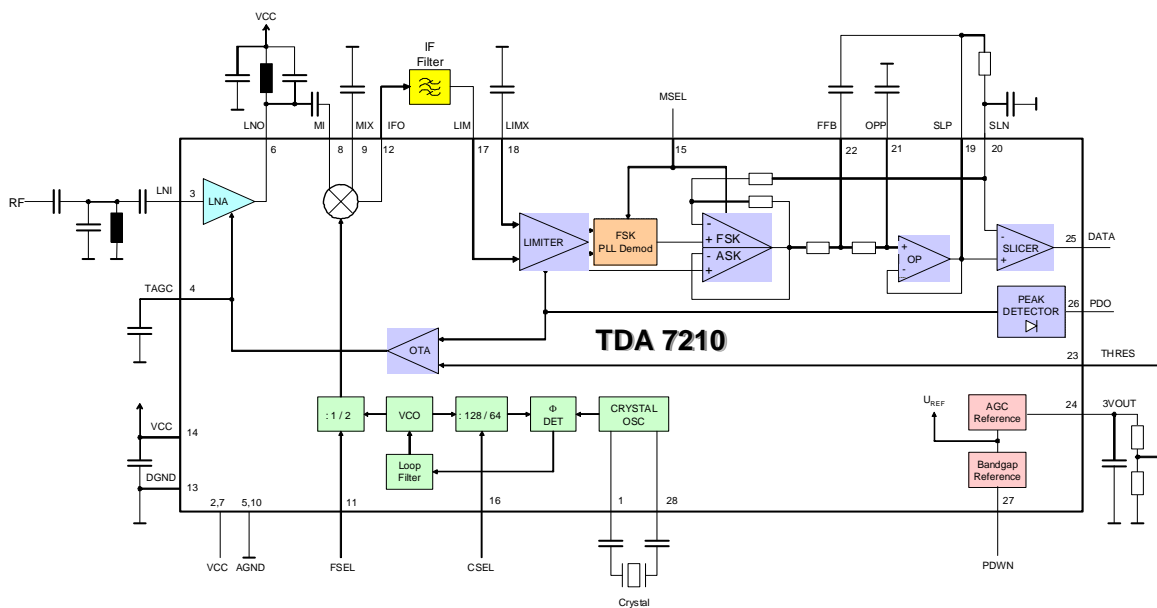 VCC
IF
Filter
MSEL
LNO
MI
MIX
IFO
LIM
LIMX
FFB
OPP
SLP
SLN
6
8
9
12
17
18
15
22
21
19
20
RF
LNI
3
LNA
LIMITER
FSK
PLL Demod
-
+ FSK
- ASK
+
+
-
OP
-
+
SLICER
25
DATA
TAGC
4
PEAK
DETECTOR
26
PDO
OTA
TDA 7210
23
THRES
: 1 / 2
VCO
: 128 / 64
Φ
DET
CRYSTAL
OSC
UREF
AGC
Reference
24
3VOUT
VCC
14
DGND
13
Loop
Filter
Bandgap
Reference
2,7
5,10
11
16
1
28
27
VCC
AGND
FSEL
CSEL
PDWN
Crystal